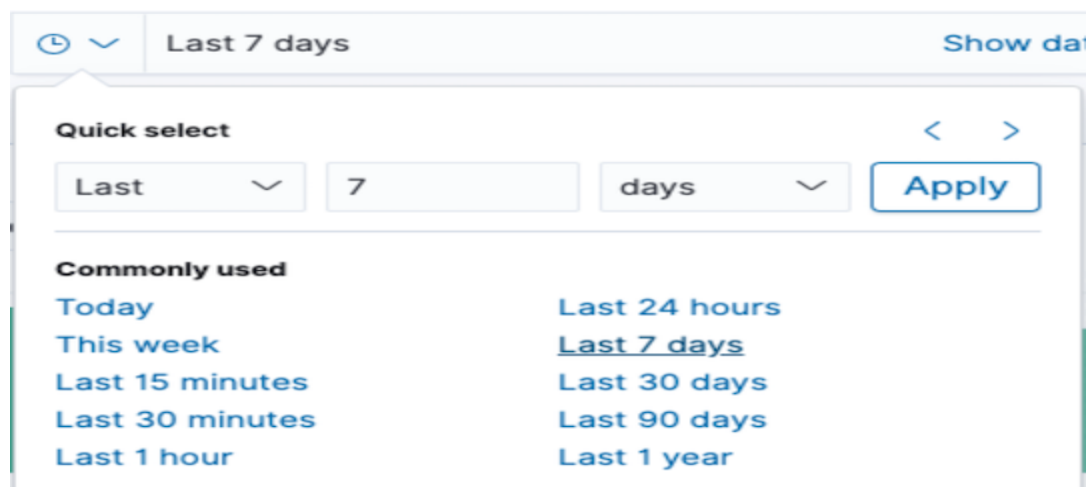 Last 7 days Show dat
Quick select
Last 7 days Apply
Commonly used
Today Last 24 hours
This week Last 7 days
Last 15 minutes Last 30 days
Last 30 minutes Last 90 days
Last 1 hour Last 1 year